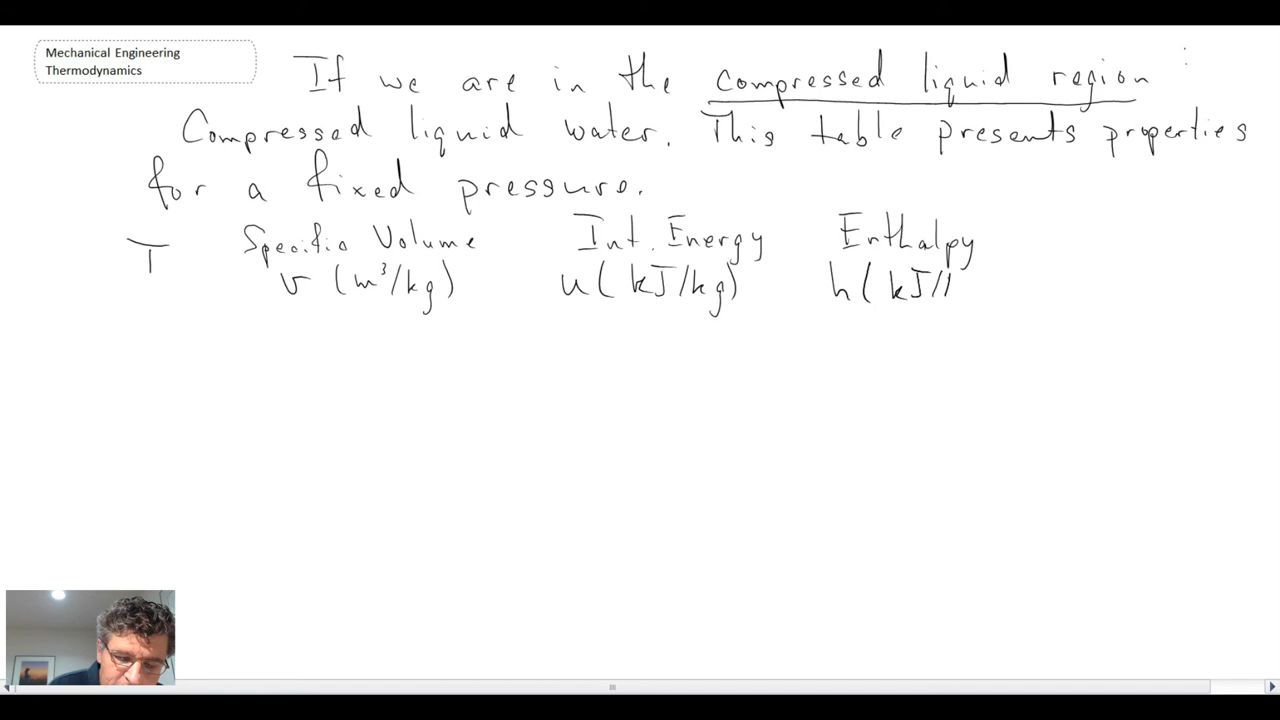 Mechanical Engineering
Thermodynamics
If we are in the compressed liquid region :
Compressed liquid water. This table presents properties
for a fixed pressure.
T Specific Volume Int. Energy Enthalpy
v (m³/kg) u (kJ/kg) h (kJ/